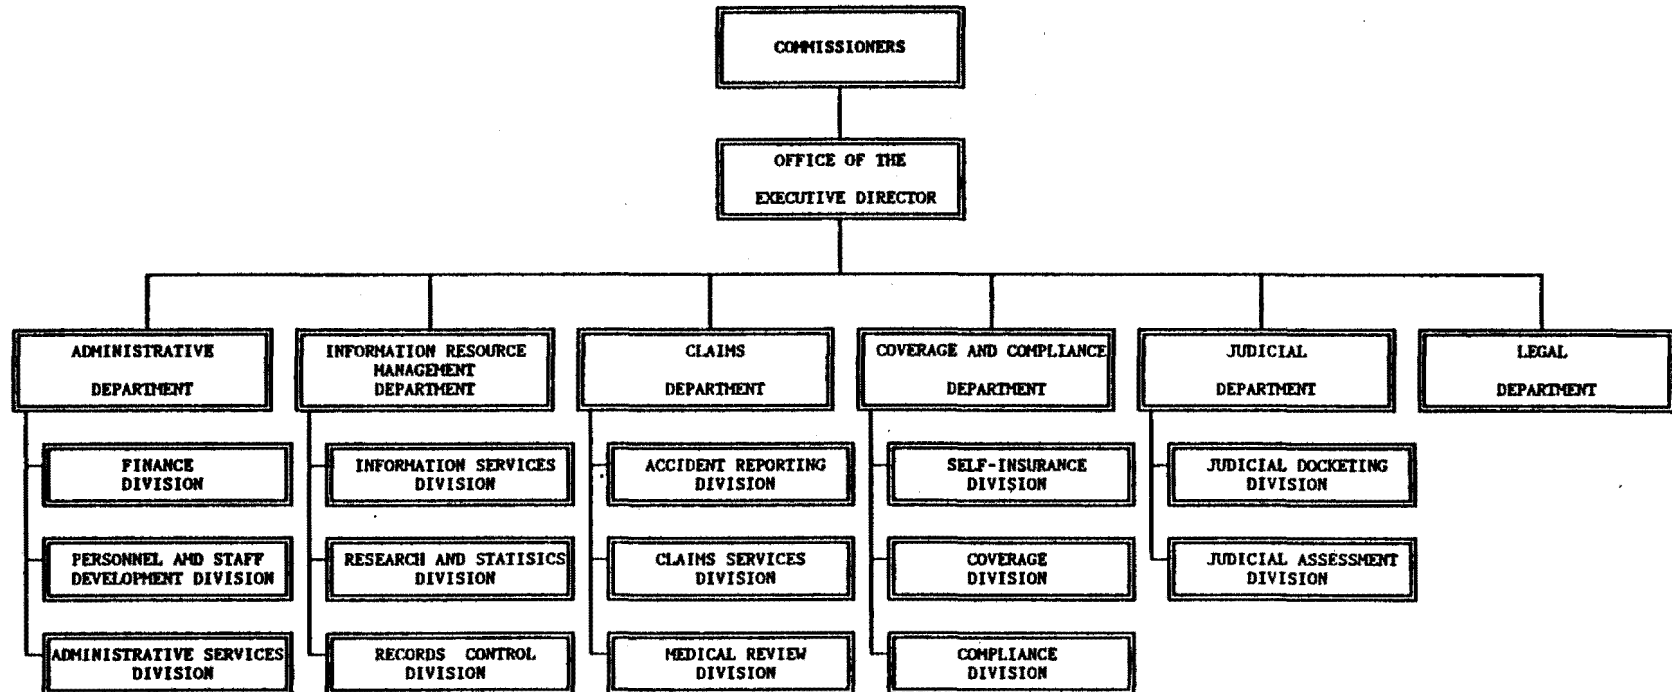 COMMISSIONERS
OFFICE OF THE
EXECUTIVE DIRECTOR
ADMINISTRATIVE
DEPARTMENT
INFORMATION RESOURCE
MANAGEMENT
DEPARTMENT
CLAIMS
DEPARTMENT
COVERAGE AND COMPLIANCE
DEPARTMENT
JUDICIAL
DEPARTMENT
LEGAL
DEPARTMENT
FINANCE
DIVISION
INFORMATION SERVICES
DIVISION
ACCIDENT REPORTING
DIVISION
SELF-INSURANCE
DIVISION
JUDICIAL DOCKETING
DIVISION
PERSONNEL AMD STAFF
DEVELOPMENT DIVISION
RESEARCH AND STATISICS
DIVISION
CLAIMS SERVICES
DIVISION
COVERAGE
DIVISION
JUDICIAL ASSESSMENT
DIVISION
ADMINISTRATIVE SERVICES
DIVISION
RECORDS CONTROL
DIVISION
MEDICAL REVIEW
DIVISION
COMPLIANCE
DIVISION